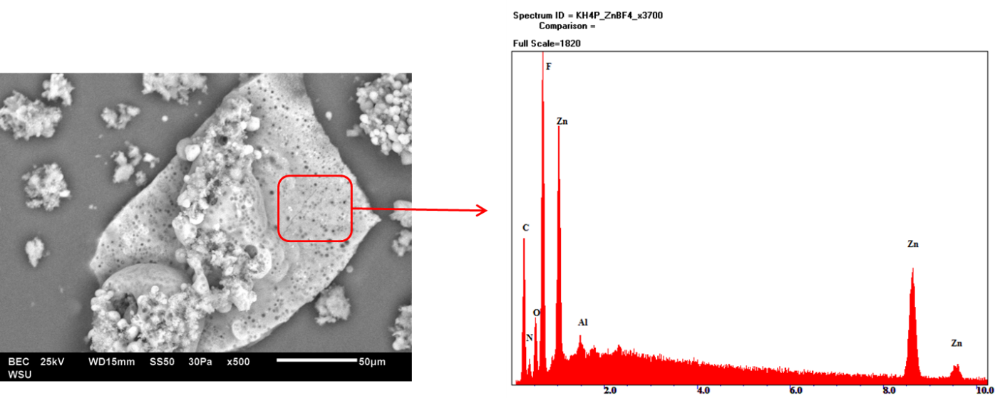 Spectrum ID = KH4P_ZnBF4_x3700
Comparison =
Full Scale=1820
F
Zn
C
Zn
O
Al
N
Zn
BEC 25kV WD15mm SS50 30Pa x500 50µm
WSU
2.0 4.0 6.0 8.0 10.0